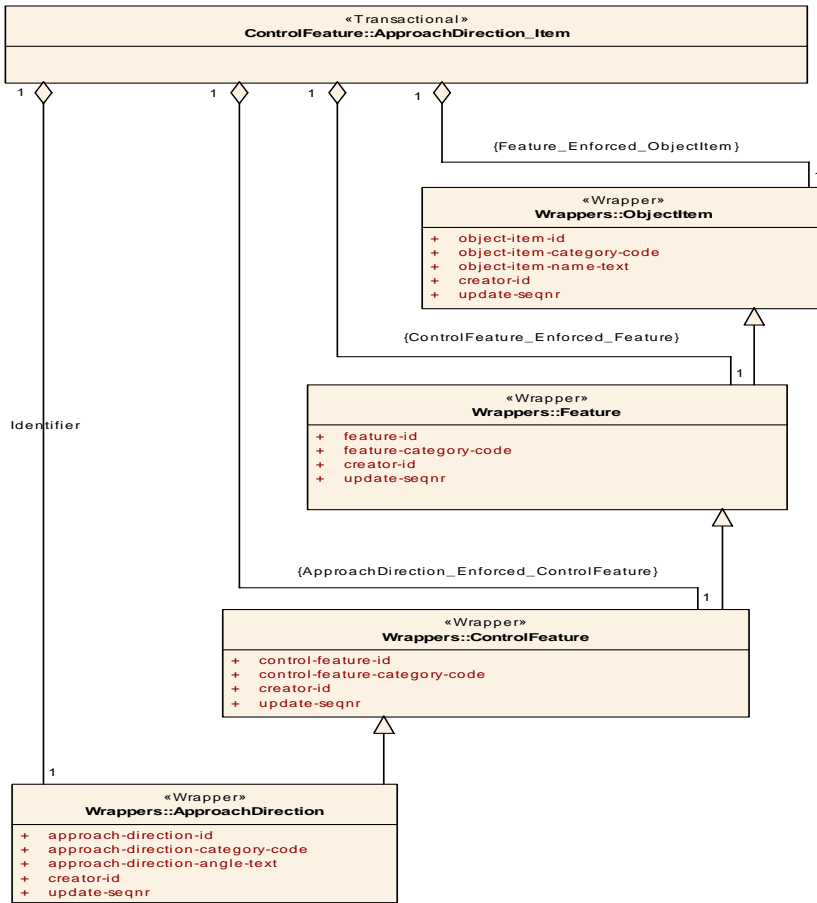 «Transactional»
ControlFeature::ApproachDirection_Item
1
1
1
1
{Feature_Enforced_ObjectItem}
1
«Wrapper»
Wrappers::ObjectItem
+ object-item-id
+ object-item-category-code
+ object-item-name-text
+ creator-id
+ update-seqnr
{ControlFeature_Enforced_Feature}
1
«Wrapper»
Wrappers::Feature
+ feature-id
+ feature-category-code
+ creator-id
+ update-seqnr
Identifier
{ApproachDirection_Enforced_ControlFeature}
1
«Wrapper»
Wrappers::ControlFeature
+ control-feature-id
+ control-feature-category-code
+ creator-id
+ update-seqnr
1
«Wrapper»
Wrappers::ApproachDirection
+ approach-direction-id
+ approach-direction-category-code
+ approach-direction-angle-text
+ creator-id
+ update-seqnr